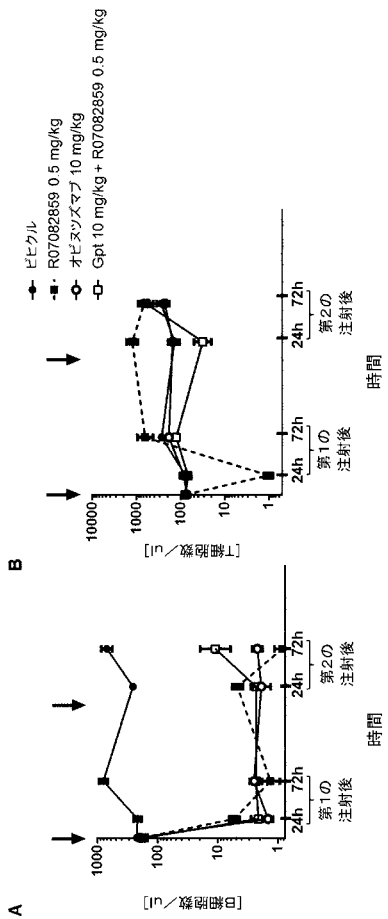 A
[B細胞数/ul]
1000
100
10
1
24h
72h
24h
72h
第1の
注射後
第2の
注射後
時間
B
[T細胞数/ul]
10000
1000
100
10
1
24h
72h
24h
72h
第1の
注射後
第2の
注射後
時間
ビヒクル
R07082859 0.5 mg/kg
オビヌツズマブ 10 mg/kg
Gpt 10 mg/kg + R07082859 0.5 mg/kg